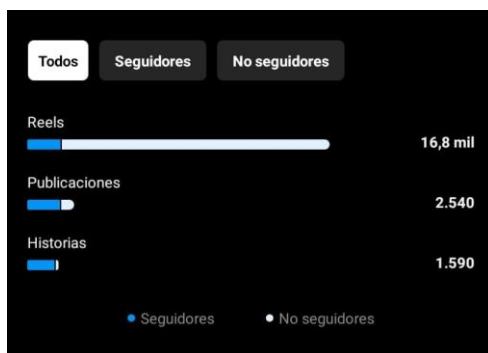 Todos Seguidores No seguidores
Reels
16,8 mil
Publicaciones
2.540
Historias
1.590
Seguidores No seguidores